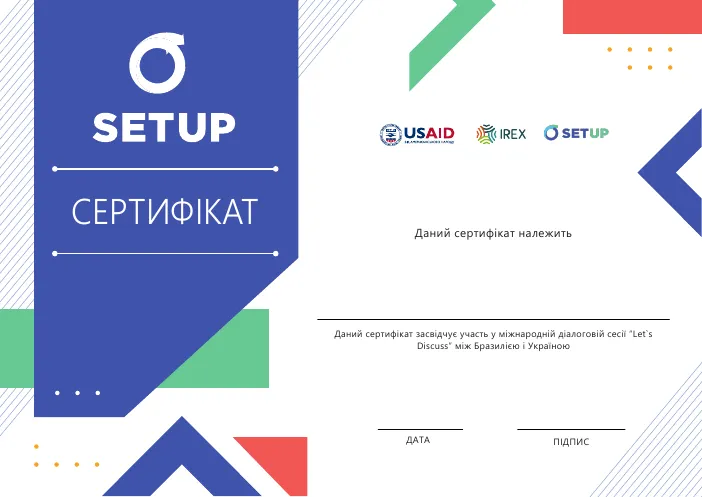 SETUP
СЕРТИФІКАТ
USAID
IREX
SETUP
Даний сертифікат належить
Даний сертифікат засвідчує участь у міжнародній діалоговій сесії "Let`s
Discuss" між Бразилією і Україною
ДАТА
ПІДПИС